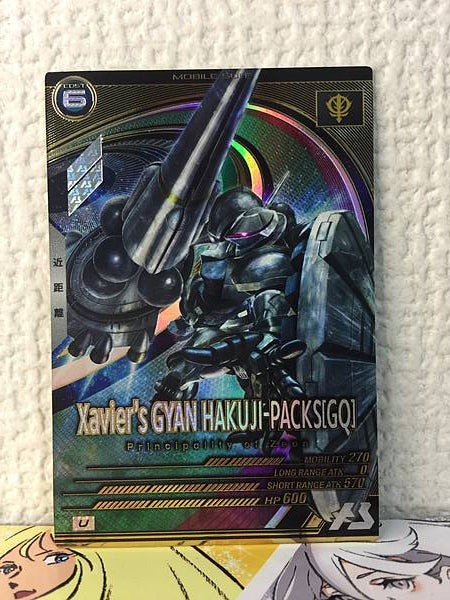 MOBILE SUIT
COST
6
近距離
Xavier's GYAN HAKUJI-PACKS[GQ]
Principality of Zeon
MOBILITY 270
LONG RANGE ATK 0
SHORT RANGE ATK 570
HP 600
U